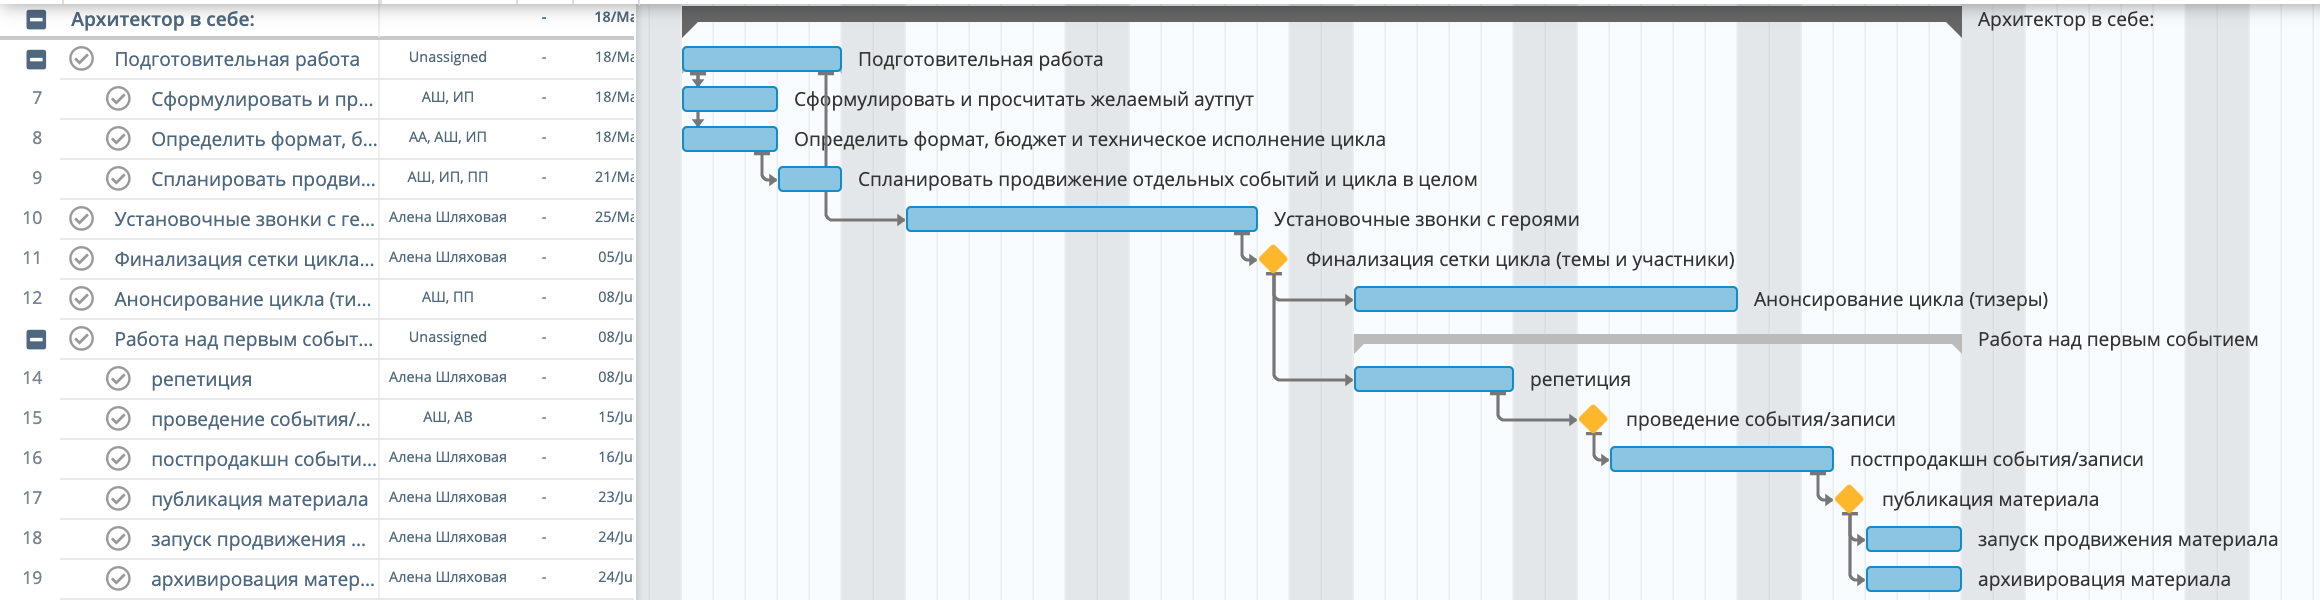 Архитектор в себе: - 18/Ma Архитектор в себе:
Подготовительная работа Unassigned - 18/Ma Подготовительная работа
7 Сформулировать и пр... АШ, ИП - 18/Ma Сформулировать и просчитать желаемый аутпут
8 Определить формат, б... АА, АШ, ИП - 18/Ma Определить формат, бюджет и техническое исполнение цикла
9 Спланировать продви... АШ, ИП, ПП - 21/Ma Спланировать продвижение отдельных событий и цикла в целом
10 Установочные звонки с ге... Алена Шляховая - 25/Ma Установочные звонки с героями
11 Финализация сетки цикла... Алена Шляховая - 05/Ju Финализация сетки цикла (темы и участники)
12 Анонсирование цикла (ти... АШ, ПП - 08/Ju Анонсирование цикла (тизеры)
Работа над первым событ... Unassigned - 08/Ju Работа над первым событием
14 репетиция Алена Шляховая - 08/Ju репетиция
15 проведение события/... АШ, АВ - 15/Ju проведение события/записи
16 постпродакшн событи... Алена Шляховая - 16/Ju постпродакшн события/записи
17 публикация материала Алена Шляховая - 23/Ju публикация материала
18 запуск продвижения ... Алена Шляховая - 24/Ju запуск продвижения материала
19 архивировация матер... Алена Шляховая - 24/Ju архивировация материала